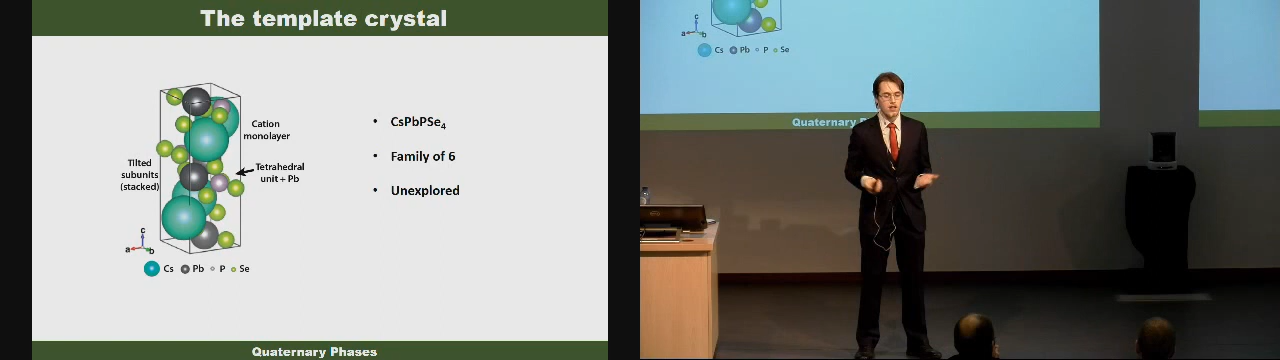 The template crystal
Cation
monolayer
Tilted
subunits
(stacked)
Tetrahedral
unit + Pb
c
a
b
Cs
Pb
P
Se
• CsPbPSe₄
• Family of 6
• Unexplored
Quaternary Phases
c
a
b
Cs
Pb
P
Se
Quaternary